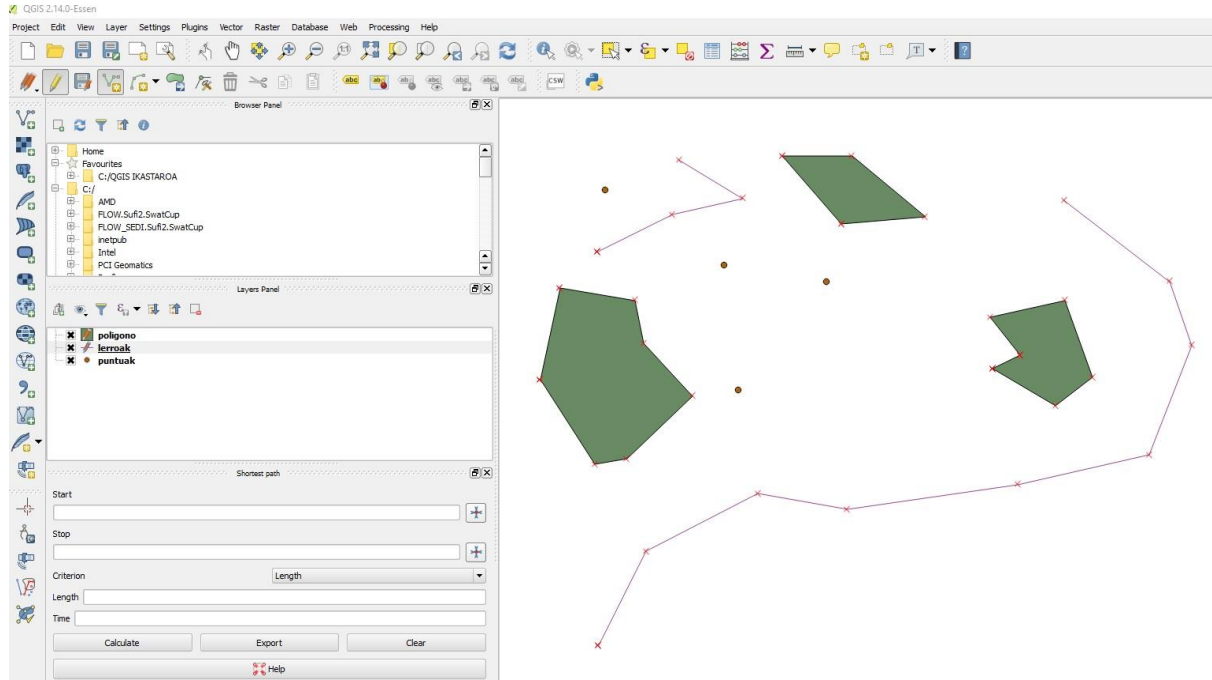 QGIS 2.14.0-Essen
Project Edit View Layer Settings Plugins Vector Raster Database Web Processing Help
abc
CSW
Browser Panel
Home
Favourites
C:/QGIS IKASTAROA
C:/
AMD
FLOW.Sufi2.SwatCup
FLOW_SEDI.Sufi2.SwatCup
inetpub
Intel
PCI Geomatics
Layers Panel
poligono
lerroak
puntuak
Shortest path
Start
Stop
Criterion Length
Length
Time
Calculate Export Clear
Help